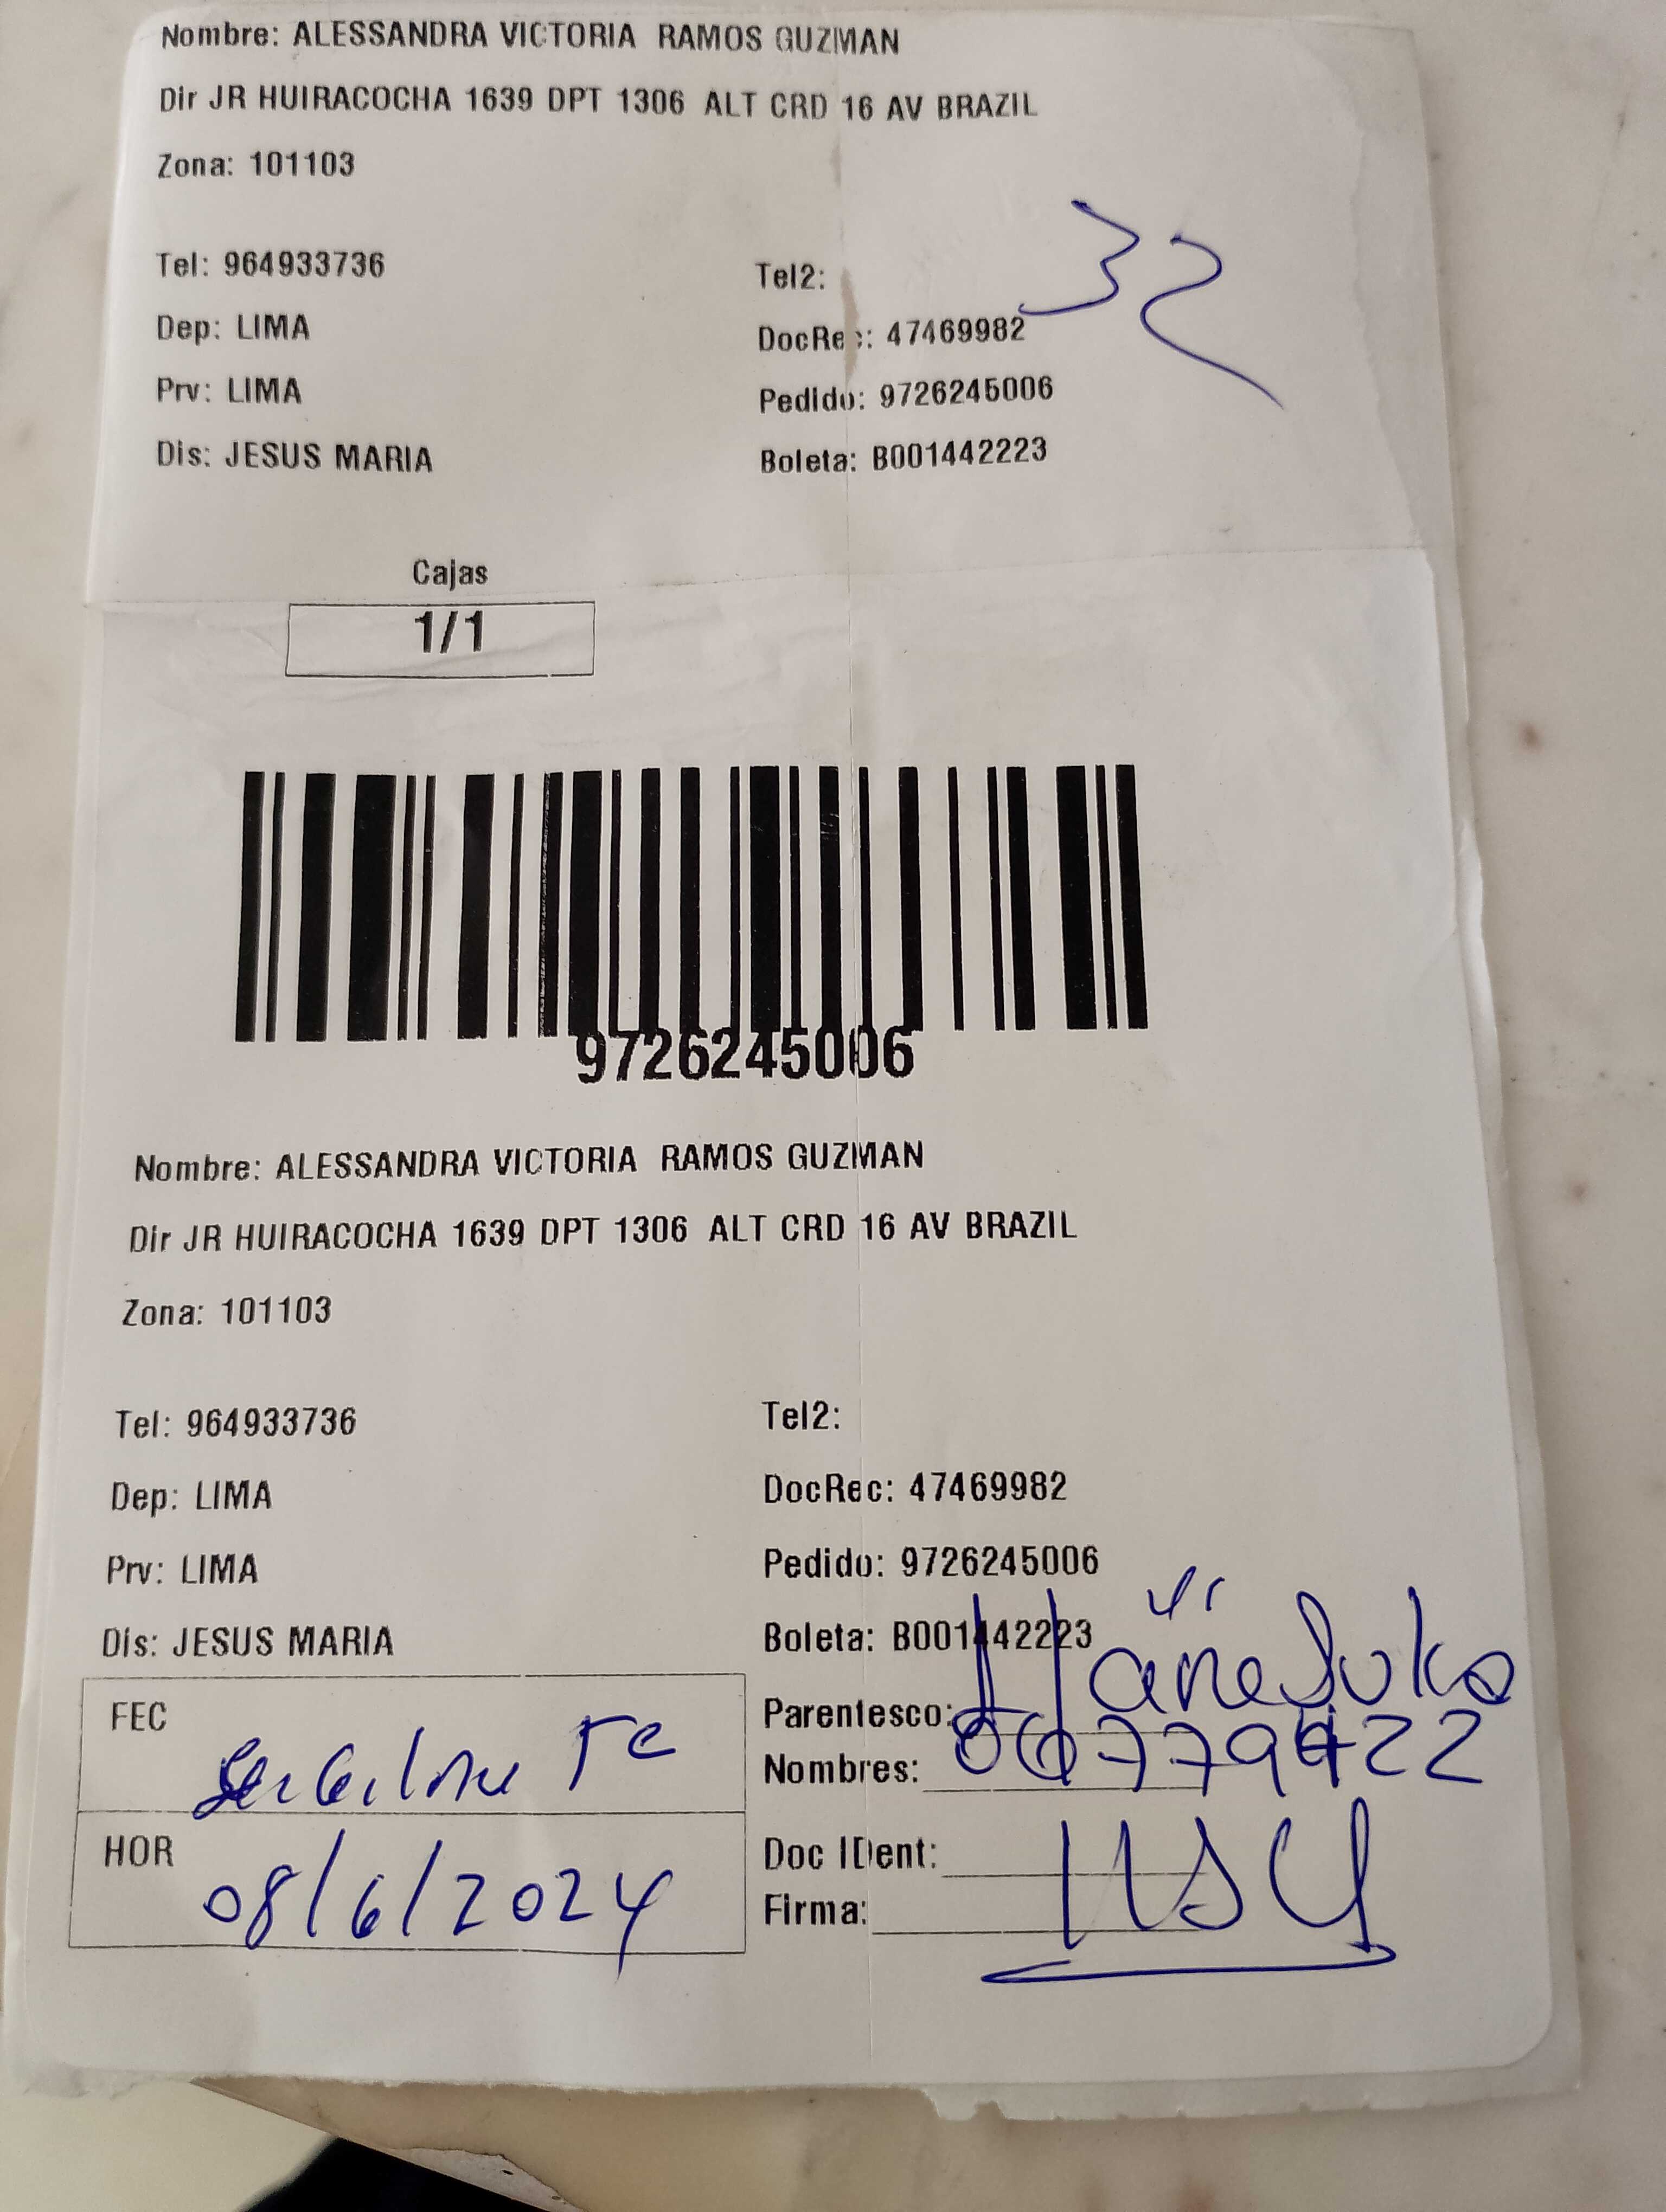 Nombre: ALESSANDRA VICTORIA RAMOS GUZMAN
Dir JR HUIRACOCHA 1639 DPT 1306 ALT CRD 16 AV BRAZIL
Zona: 101103
32
Tel: 964933736 Tel2:
Dep: LIMA DocRec: 47469982
Prv: LIMA Pedido: 9726245006
Dis: JESUS MARIA Boleta: B001442223
Cajas
1/1
9726245006
Nombre: ALESSANDRA VICTORIA RAMOS GUZMAN
Dir JR HUIRACOCHA 1639 DPT 1306 ALT CRD 16 AV BRAZIL
Zona: 101103
Tel: 964933736 Tel2:
Dep: LIMA DocRec: 47469982
Prv: LIMA Pedido: 9726245006
Dis: JESUS MARIA Boleta: B001442223
FEC
Parentesco:
Nombres:
HOR 08/6/2024
Doc IDent:
Firma: